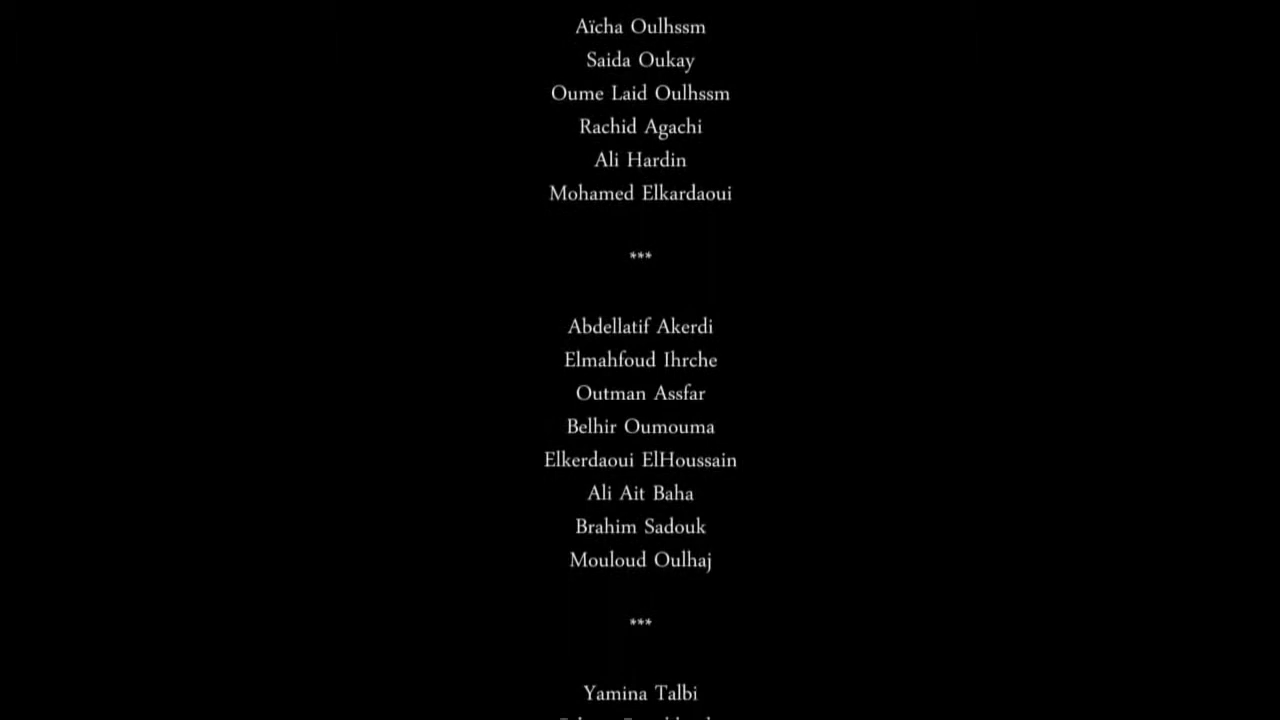 Aïcha Oulhssm
Saida Oukay
Oume Laid Oulhssm
Rachid Agachi
Ali Hardin
Mohamed Elkardaoui
***
Abdellatif Akerdi
Elmahfoud Ihrche
Outman Assfar
Belhir Oumouma
Elkerdaoui ElHoussain
Ali Ait Baha
Brahim Sadouk
Mouloud Oulhaj
***
Yamina Talbi